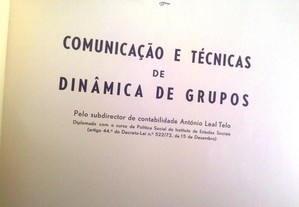 COMUNICAÇÃO E TÉCNICAS
DE
DINÂMICA DE GRUPOS
Pelo subdirector de contabilidade António Leal Telo
Diplomado com o curso de Política Social do Instituto de Estudos Sociais
(artigo 44.º do Decreto-Lei n.º 522/73, de 15 de Dezembro)